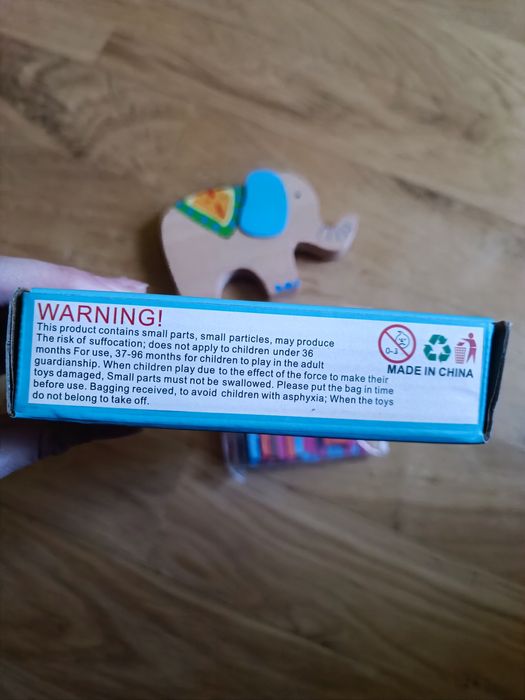 WARNING!
This product contains small parts, small particles, may produce
The risk of suffocation; does not apply to children under 36
months For use, 37-96 months for children to play in the adult
guardianship. When children play due to the effect of the force to make their
toys damaged, Small parts must not be swallowed. Please put the bag in time
before use. Bagging received, to avoid children with asphyxia; When the toys
do not belong to take off.
0-3
MADE IN CHINA